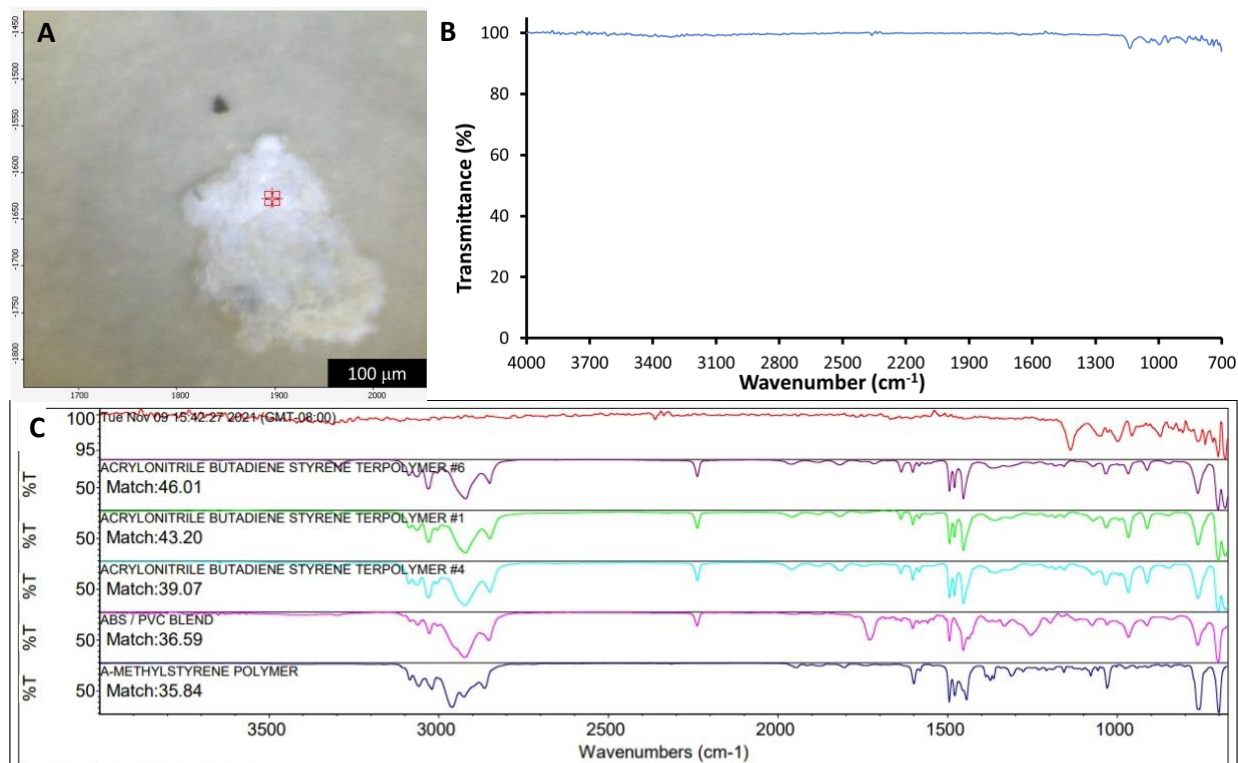 A
-1450
-1500
-1550
-1600
-1650
-1700
-1750
-1800
1700 1800 1900 2000
100 μm
B
Transmittance (%)
100
80
60
40
20
0
4000 3700 3400 3100 2800 2500 2200 1900 1600 1300 1000 700
Wavenumber (cm-1)
C
Tue Nov 09 15:42:27 2021 (GMT-08:00)
100
95
ACRYLONITRILE BUTADIENE STYRENE TERPOLYMER #6
%T
50
Match:46.01
ACRYLONITRILE BUTADIENE STYRENE TERPOLYMER #1
%T
50
Match:43.20
ACRYLONITRILE BUTADIENE STYRENE TERPOLYMER #4
%T
50
Match:39.07
ABS / PVC BLEND
%T
50
Match:36.59
A-METHYLSTYRENE POLYMER
%T
50
Match:35.84
3500 3000 2500 2000 1500 1000
Wavenumbers (cm-1)